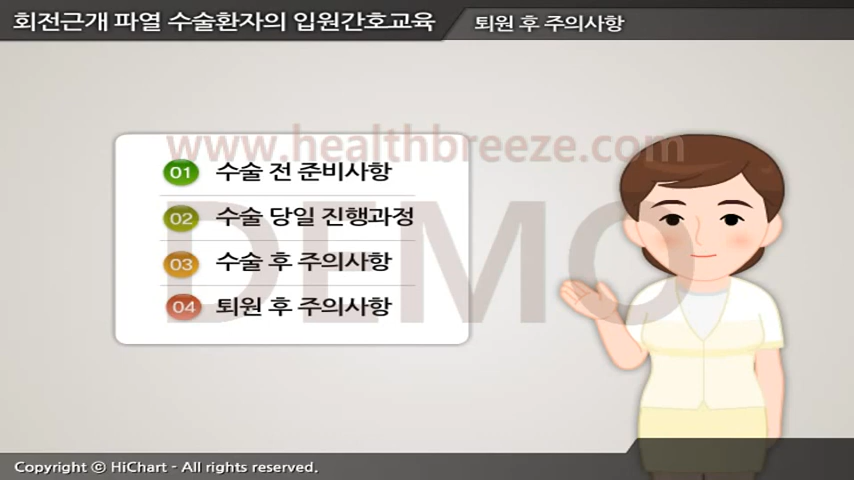 회전근개 파열 수술환자의 입원간호교육
퇴원 후 주의사항
www.healthbreeze.com
01 수술 전 준비사항
02 수술 당일 진행과정
03 수술 후 주의사항
04 퇴원 후 주의사항
DEMO
Copyright ⓒ HiChart - All rights reserved.